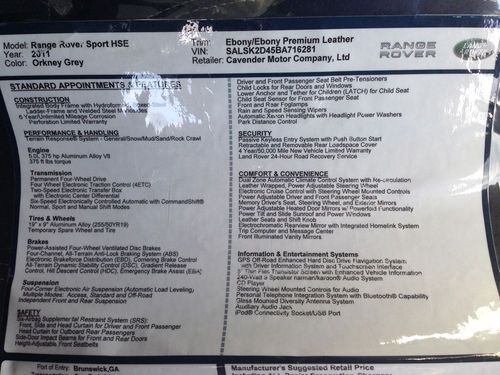 Model: Range Rover Sport HSE
Year: 2011
Color: Orkney Grey
Trim: Ebony/Ebony Premium Leather
VIN: SALSK2D45BA716281
Retailer: Cavender Motor Company, Ltd
RANGE ROVER
STANDARD APPOINTMENTS & FEATURES
CONSTRUCTION
Integrated Body Frame with Hydroformed
Ladder Frame and Welded Steel Monocoque
6 Year/Unlimited Mileage Corrosion
Perforation Limited Warranty
PERFORMANCE & HANDLING
Terrain Response® System - General/Snow/Mud/Sand/Rock Crawl
Engine
5.0L 375 hp Aluminum Alloy V8
375 ft lbs torque
Transmission
Permanent Four-Wheel Drive
Four Wheel Electronic Traction Control (4ETC)
Two-Speed Electronic Transfer Box
with Electronic Center Differential
Six-Speed Electronically Controlled Automatic with CommandShift®
Normal, Sport and Manual Shift Modes
Tires & Wheels
19" x 9" Aluminum Alloy (255/50YR19)
Temporary Spare Wheel and Tire
Brakes
Power-Assisted Four-Wheel Ventilated Disc Brakes
Four-Channel, All-Terrain Anti-Lock Braking System (ABS)
Electronic Brakeforce Distribution (EBD), Cornering Brake Control
All-Terrain Dynamic Stability Control (DSC), Gradient Release
Control, Hill Descent Control (HDC), Emergency Brake Assist (EBA)
Suspension
Four-Corner Electronic Air Suspension (Automatic Load Leveling)
Multiple Modes: Access, Standard and Off-Road
Independent Front and Rear Suspension
SAFETY
Six-Airbag Supplemental Restraint System (SRS):
Front, Side and Head Curtain for Driver and Front Passenger
Head Curtain for Outboard Rear Passengers
Side-Door Impact Beams for Front and Rear Doors
Height-Adjustable, Front Seatbelts
Driver and Front Passenger Seat Belt Pre-Tensioners
Child Locks for Rear Doors and Windows
Lower Anchor and Tether for Children (LATCH) for Child Seat
Child Seat Sensor for Front Passenger
Front and Rear Foglamps
Rain and Speed Sensing Wipers
Automatic Xenon Headlights with Headlight Power Washers
Park Distance Control
SECURITY
Passive Keyless Entry System with Push Button Start
Retractable and Removable Rear Loadspace Cover
4 Year/50,000 Mile New Vehicle Limited Warranty
Land Rover 24-Hour Road Recovery Service
COMFORT & CONVENIENCE
Dual Zone Automatic Climate Control System with Re-circulation
Leather Wrapped, Power Adjustable Steering Wheel
Electronic Cruise Control with Steering Wheel Mounted Controls
Power Adjustable Driver and Front Passenger Seats
Memory Driver's Seat, Steering Wheel, and Exterior Mirrors
Power Adjustable Heated Door Mirrors with Approach Functionality
Power Tilt and Slide Sunroof and Power Windows
Leather Seats and Shift Knob
Electrochromatic Rearview Mirror with Integrated Homelink System
Trip Computer and Message Center
Front Illuminated Vanity Mirrors
Information & Entertainment Systems
GPS Off-Road Enhanced Hard Disc Drive Navigation System
with Driver Information System and Touchscreen Interface
5" Thin Flex Transistor Screen with Enhanced Vehicle Information
240-Watt 9 Speaker harman/kardon® Audio System
CD Player
Steering Wheel Mounted Controls for Audio
Personal Telephone Integration System with Bluetooth® Capability
Glass Mounted Diversity Antenna System
Auxiliary Audio Jack
iPod® Connectivity Socket/USB Port
Port of Entry: Brunswick,GA
Manufacturer's Suggested Retail Price